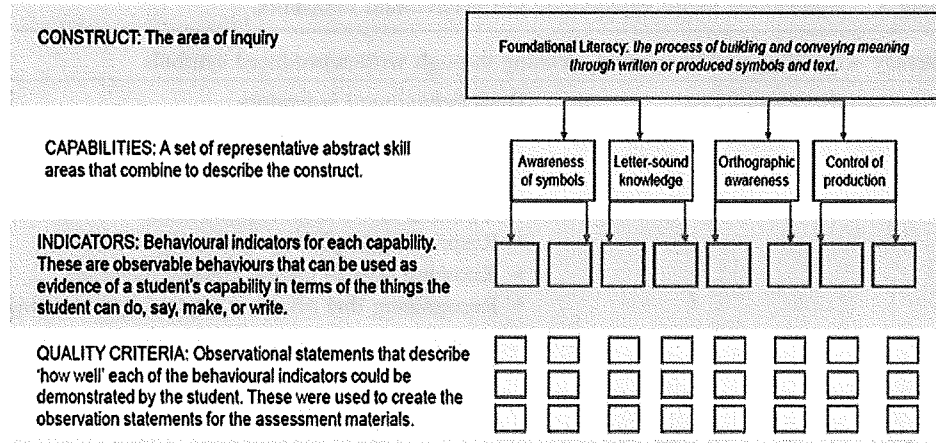 CONSTRUCT: The area of inquiry
Foundational Literacy: the process of building and conveying meaning
through written or produced symbols and text.
CAPABILITIES: A set of representative abstract skill
areas that combine to describe the construct.
Awareness
of symbols
Letter-sound
knowledge
Orthographic
awareness
Control of
production
INDICATORS: Behavioural indicators for each capability.
These are observable behaviours that can be used as
evidence of a student's capability in terms of the things the
student can do, say, make, or write.
QUALITY CRITERIA: Observational statements that describe
'how well' each of the behavioural indicators could be
demonstrated by the student. These were used to create the
observation statements for the assessment materials.